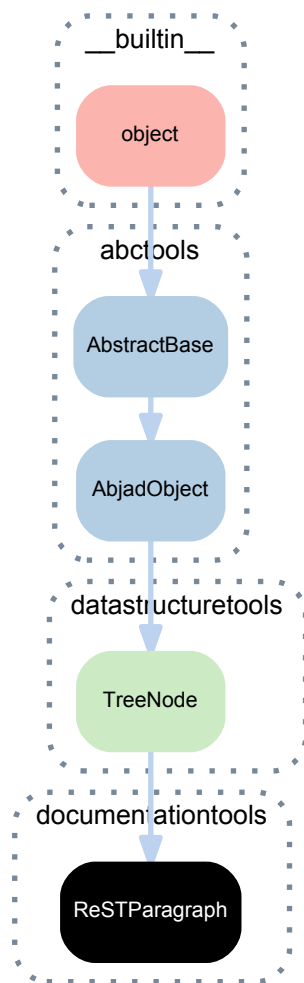 __builtin__
object
abctools
AbstractBase
AbjadObject
datastructuretools
TreeNode
documentationtools
ReSTParagraph